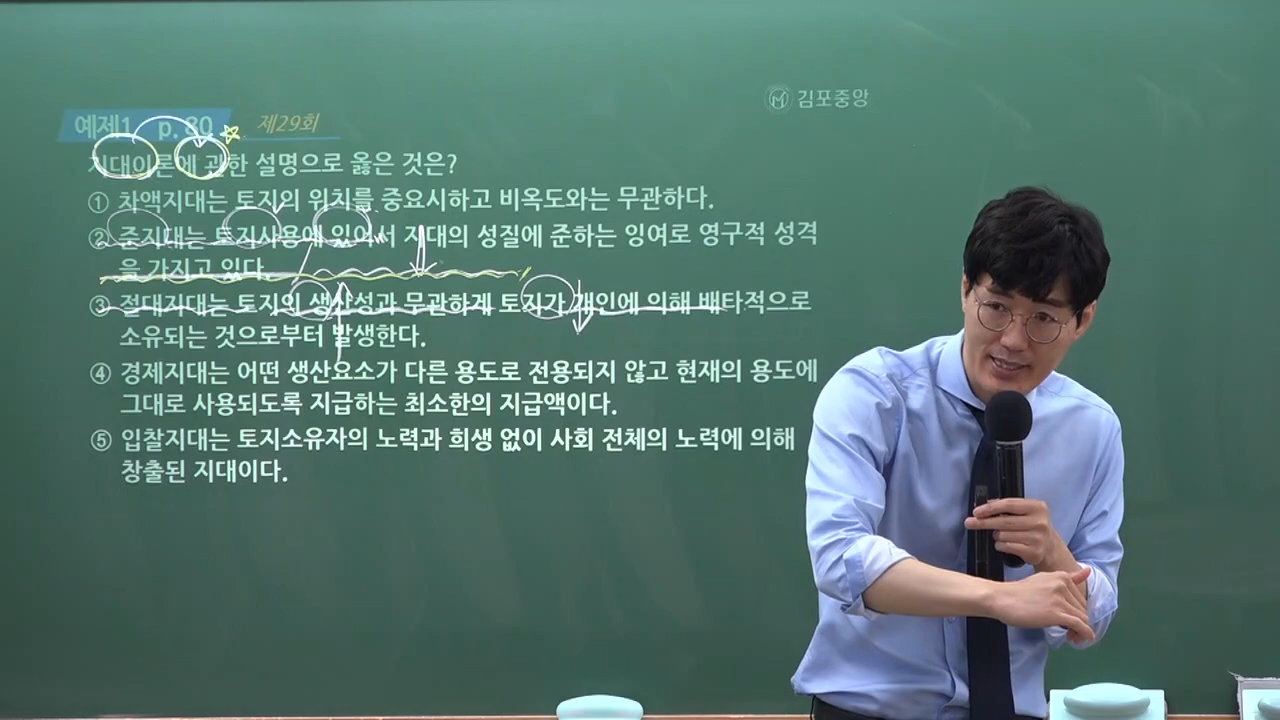 김포중앙
예제1 p. 80 제29회
지대이론에 관한 설명으로 옳은 것은?
① 차액지대는 토지의 위치를 중요시하고 비옥도와는 무관하다.
② 준지대는 토지사용에 있어서 지대의 성질에 준하는 잉여로 영구적 성격
을 가지고 있다.
③ 절대지대는 토지의 생산성과 무관하게 토지가 개인에 의해 배타적으로
소유되는 것으로부터 발생한다.
④ 경제지대는 어떤 생산요소가 다른 용도로 전용되지 않고 현재의 용도에
그대로 사용되도록 지급하는 최소한의 지급액이다.
⑤ 입찰지대는 토지소유자의 노력과 희생 없이 사회 전체의 노력에 의해
창출된 지대이다.